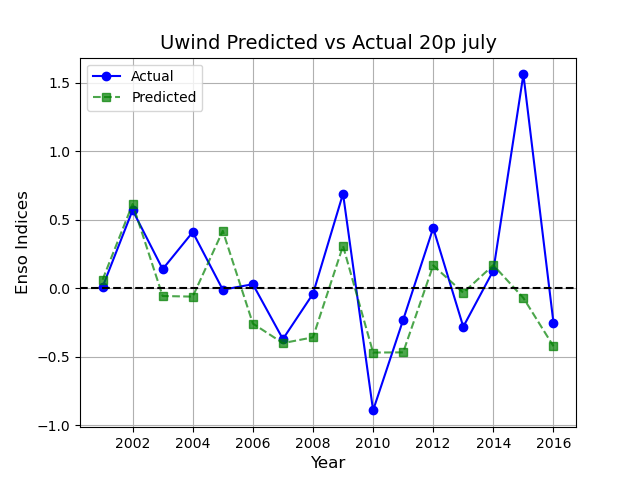 Uwind Predicted vs Actual 20p july
Actual
Predicted
1.5
1.0
0.5
0.0
−0.5
−1.0
Enso Indices
2002 2004 2006 2008 2010 2012 2014 2016
Year